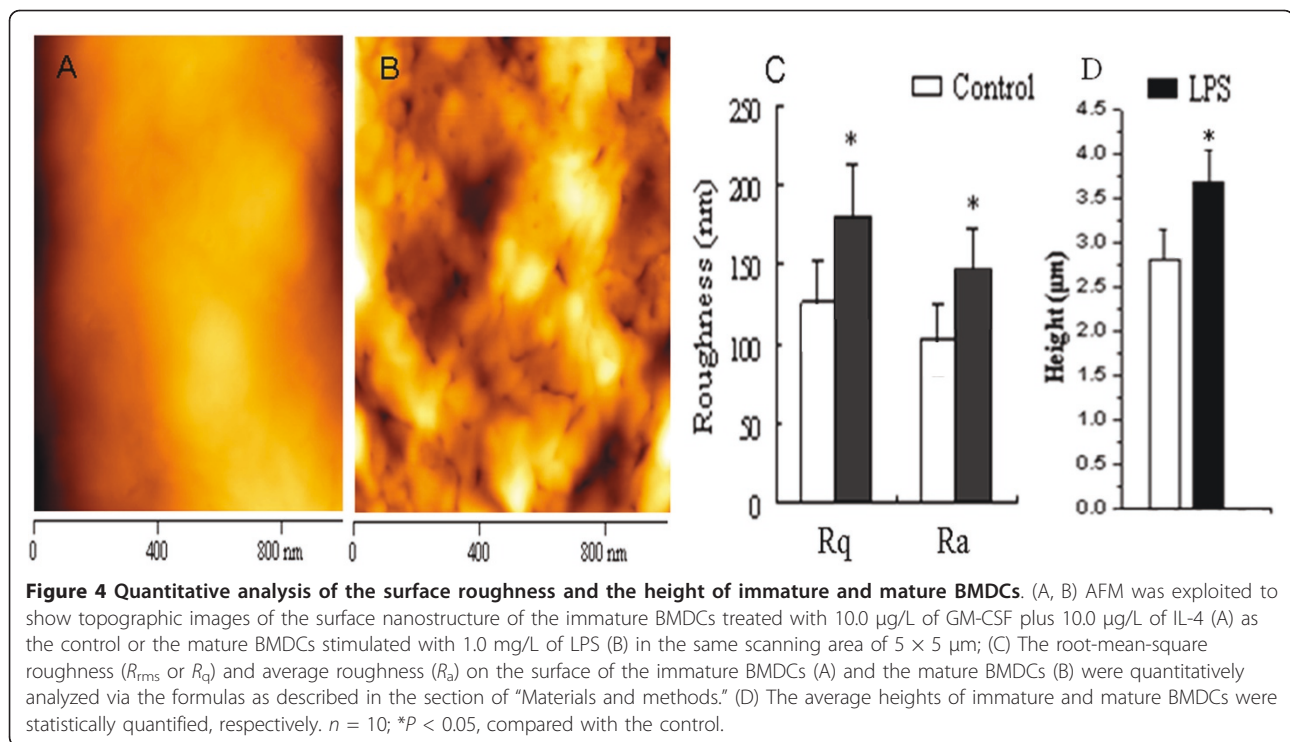 A
B
C
D
Control
LPS
Roughness (nm)
250
200
150
100
50
0
*
*
Rq
Ra
Height (µm)
4.5
4.0
3.5
3.0
2.5
2.0
1.5
1.0
0.5
0.0
*
0 400 800 nm
0 400 800 nm
Figure 4 Quantitative analysis of the surface roughness and the height of immature and mature BMDCs. (A, B) AFM was exploited to
show topographic images of the surface nanostructure of the immature BMDCs treated with 10.0 µg/L of GM-CSF plus 10.0 µg/L of IL-4 (A) as
the control or the mature BMDCs stimulated with 1.0 mg/L of LPS (B) in the same scanning area of 5 × 5 µm; (C) The root-mean-square
roughness (Rrms or Rq) and average roughness (Ra) on the surface of the immature BMDCs (A) and the mature BMDCs (B) were quantitatively
analyzed via the formulas as described in the section of “Materials and methods.” (D) The average heights of immature and mature BMDCs were
statistically quantified, respectively. n = 10; *P < 0.05, compared with the control.